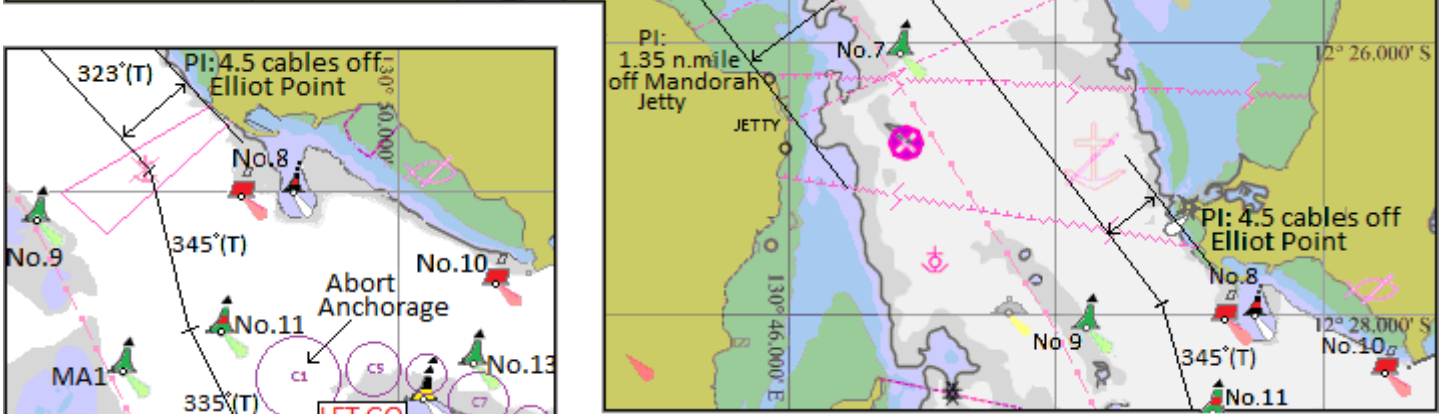 323°(T)
PI: 4.5 cables off
Elliot Point
130° 50.000'
No.8
No.9
345°(T)
No.10
Abort
Anchorage
No.11
MA1
C1
C5
No.13
C7
335°(T)
LET GO
PI:
1.35 n.mile
off Mandorah
Jetty
No.7
12° 26.000' S
JETTY
PI: 4.5 cables off
Elliot Point
No.8
130° 46.000' E
No 9
12° 28.000' S
No.10
345°(T)
No.11